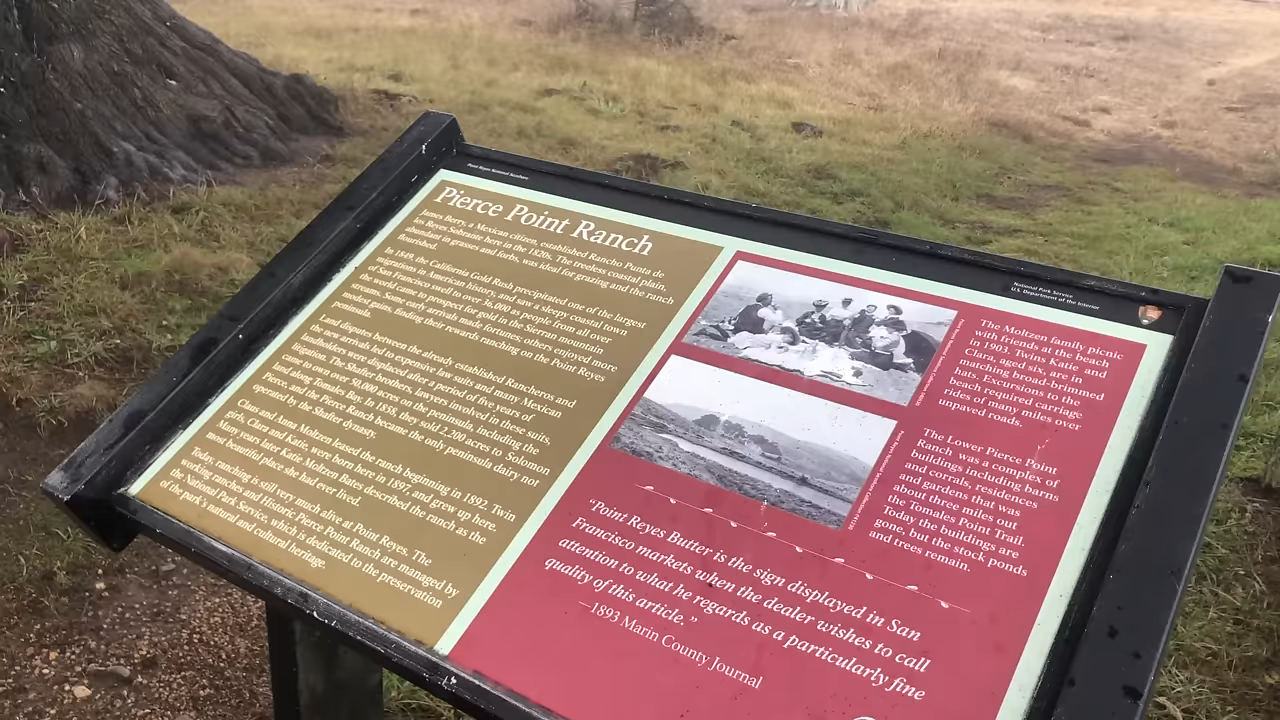 Point Reyes National Seashore
Pierce Point Ranch
James Berry, a Mexican citizen, established Rancho Punta de
los Reyes Sobrante here in the 1820s. The treeless coastal plain,
abundant in grasses and forbs, was ideal for grazing and the ranch
flourished.
In 1849, the California Gold Rush precipitated one of the largest
migrations in American history, and saw a sleepy coastal town
of San Francisco swell to over 36,000 as people from all over
the world came to prospect for gold in the Sierran mountain
streams. Some early arrivals made fortunes; others enjoyed more
modest gains, finding their rewards ranching on the Point Reyes
peninsula.
Land disputes between the already established Rancheros and
the new arrivals led to expensive law suits and many Mexican
landholders were displaced after a period of five years of
litigation. The Shafter brothers, lawyers involved in these suits,
came to own over 50,000 acres on the peninsula, including the
land along Tomales Bay. In 1858, they sold 2,200 acres to Solomon
Pierce, and the Pierce Ranch became the only peninsula dairy not
operated by the Shafter dynasty.
Claus and Anna Moltzen leased the ranch beginning in 1892. Twin
girls, Clara and Katie, were born here in 1897, and grew up here.
Many years later Katie Moltzen Bates described the ranch as the
most beautiful place she had ever lived.
Today, ranching is still very much alive at Point Reyes. The
working ranches and Historic Pierce Point Ranch are managed by
the National Park Service, which is dedicated to the preservation
of the park's natural and cultural heritage.
National Park Service
U.S. Department of the Interior
The Moltzen family picnic
with friends at the beach
in 1903. Twins Katie and
Clara, aged six, are in
matching broad-brimmed
hats. Excursions to the
beach required carriage
rides of many miles over
unpaved roads.
The Lower Pierce Point
Ranch was a complex of
buildings including barns
and corrals, residences
and gardens that was
about three miles out
the Tomales Point Trail.
Today the buildings are
gone, but the stock ponds
and trees remain.
"Point Reyes Butter is the sign displayed in San
Francisco markets when the dealer wishes to call
attention to what he regards as a particularly fine
quality of this article."
—1893 Marin County Journal